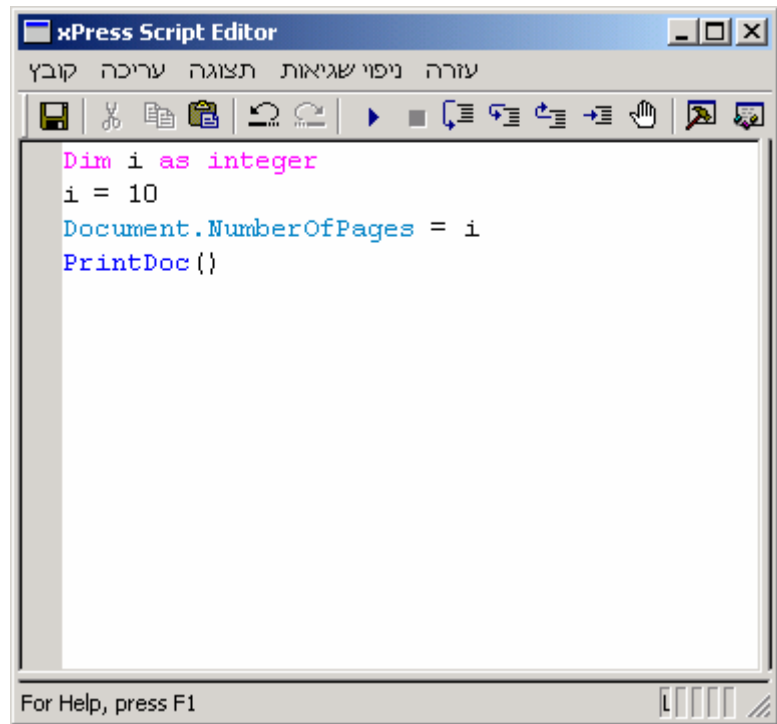 xPress Script Editor
קובץ עריכה תצוגה ניפוי שגיאות עזרה
Dim i as integer
i = 10
Document.NumberOfPages = i
PrintDoc()
For Help, press F1
L